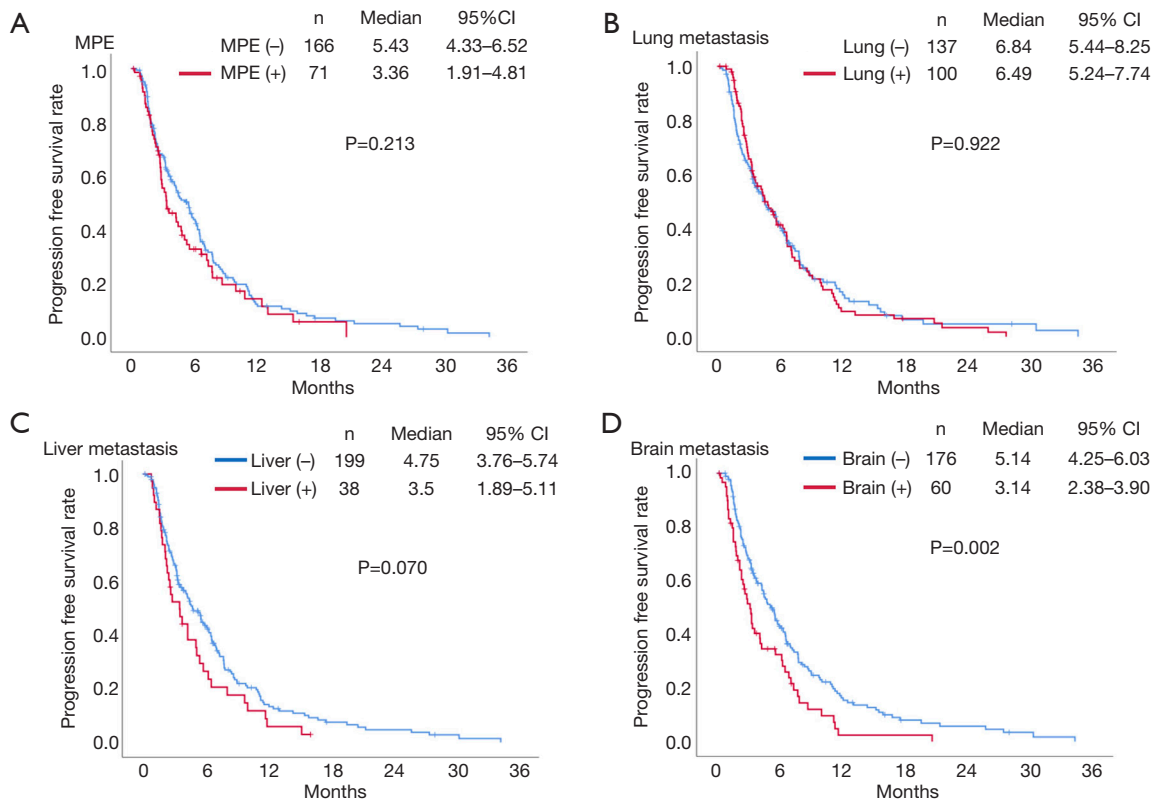 A
MPE
n Median 95%CI
MPE (–) 166 5.43 4.33–6.52
MPE (+) 71 3.36 1.91–4.81
P=0.213
Progression free survival rate
1.0
0.8
0.6
0.4
0.2
0.0
0 6 12 18 24 30 36
Months
B
Lung metastasis
n Median 95% CI
Lung (–) 137 6.84 5.44–8.25
Lung (+) 100 6.49 5.24–7.74
P=0.922
Progression free survival rate
1.0
0.8
0.6
0.4
0.2
0.0
0 6 12 18 24 30 36
Months
C
Liver metastasis
n Median 95% CI
Liver (–) 199 4.75 3.76–5.74
Liver (+) 38 3.5 1.89–5.11
P=0.070
Progression free survival rate
1.0
0.8
0.6
0.4
0.2
0.0
0 6 12 18 24 30 36
Months
D
Brain metastasis
n Median 95% CI
Brain (–) 176 5.14 4.25–6.03
Brain (+) 60 3.14 2.38–3.90
P=0.002
Progression free survival rate
1.0
0.8
0.6
0.4
0.2
0.0
0 6 12 18 24 30 36
Months